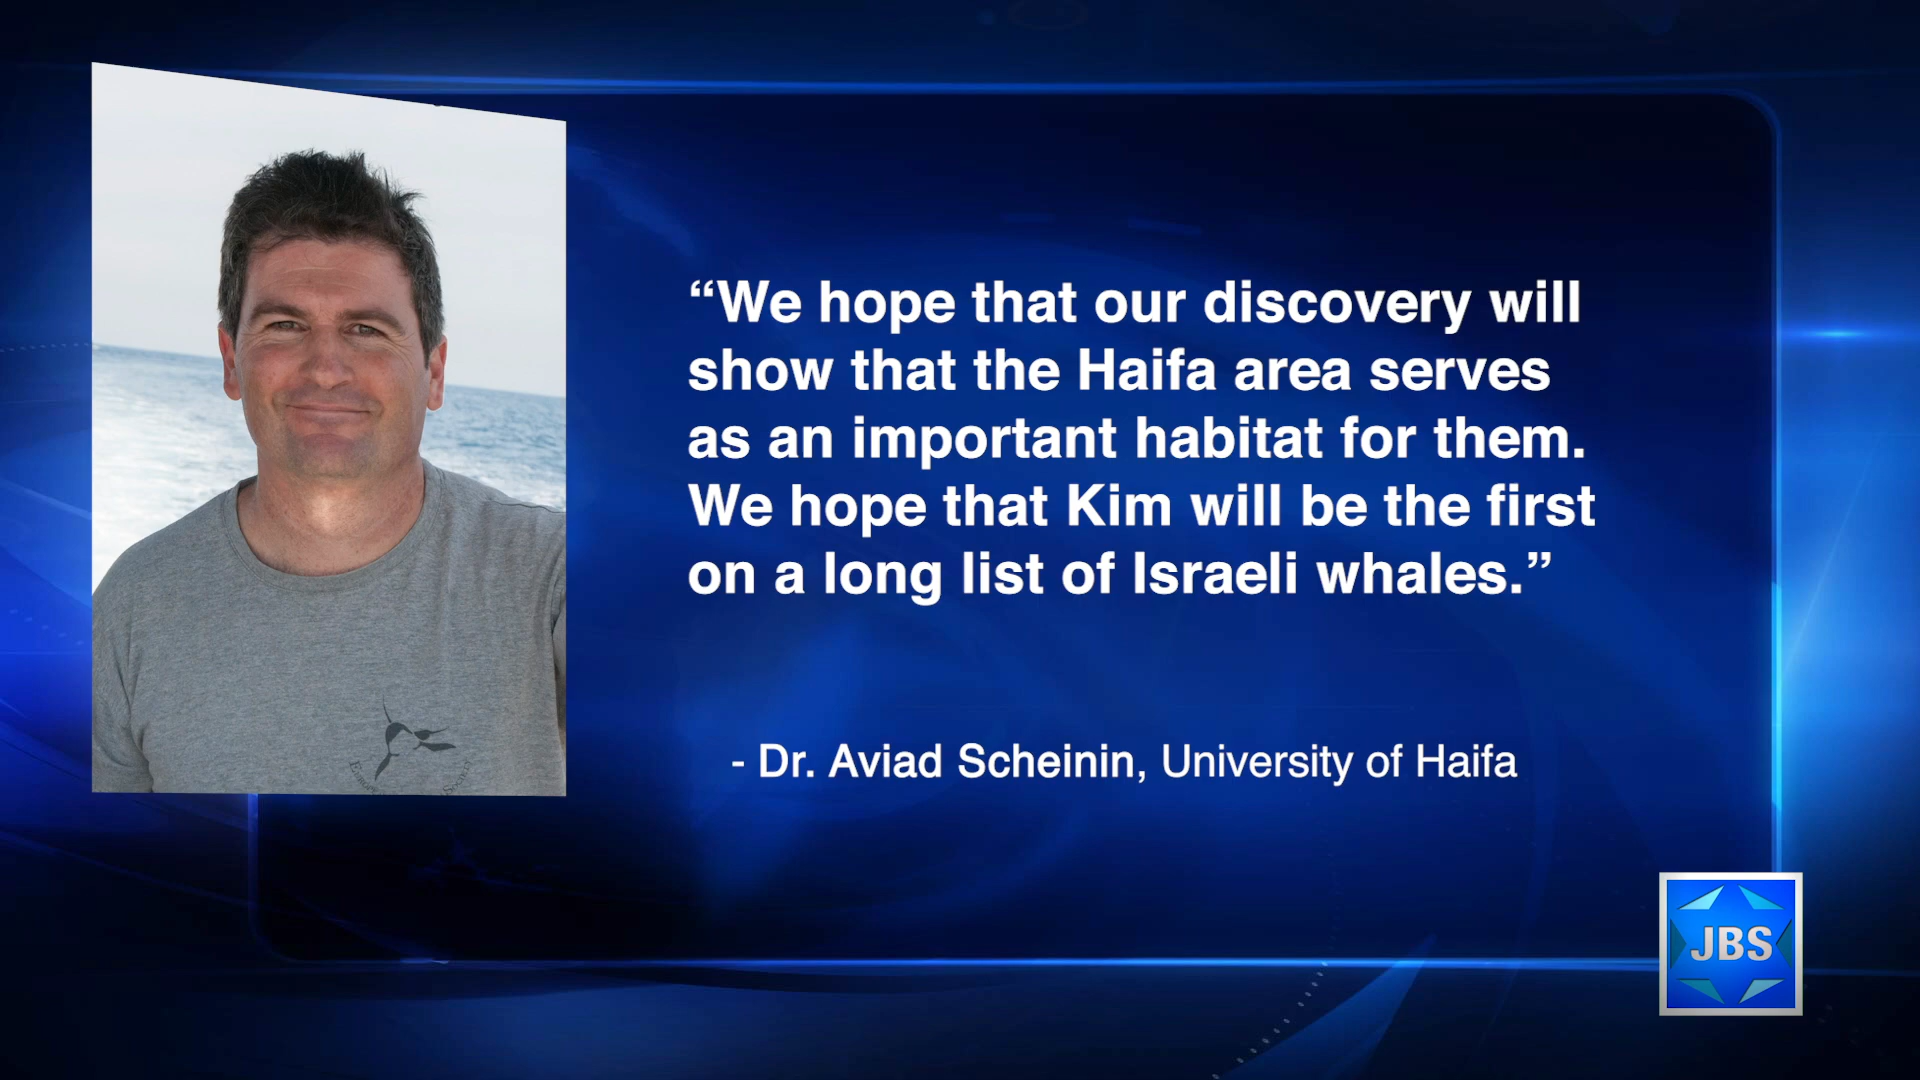 “We hope that our discovery will
show that the Haifa area serves
as an important habitat for them.
We hope that Kim will be the first
on a long list of Israeli whales.”
- Dr. Aviad Scheinin, University of Haifa
JBS